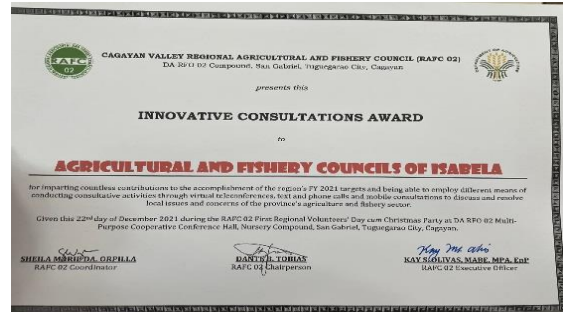 CAGAYAN VALLEY REGIONAL AGRICULTURAL AND FISHERY COUNCIL (RAFC 02)
DA RFO 02 Compound, San Gabriel, Tuguegarao City, Cagayan
RAFC
02
presents this
INNOVATIVE CONSULTATIONS AWARD
to
AGRICULTURAL AND FISHERY COUNCILS OF ISABELA
for imparting countless contributions to the accomplishment of the region's FY 2021 targets and being able to employ different means of
conducting consultative activities through virtual teleconferences, text and phone calls and mobile consultations to discuss and resolve
local issues and concerns of the province's agriculture and fishery sector.
Given this 22nd day of December 2021 during the RAFC 02 First Regional Volunteers' Day cum Christmas Party at DA RFO 02 Multi-
Purpose Cooperative Conference Hall, Nursery Compound, San Gabriel, Tuguegarao City, Cagayan.
SHEILA ORPILLA
RAFC 02 Coordinator
TOBIAS
RAFC 02 Chairperson
KAY S. OLIVAS, MABE, MPA, EnP
RAFC 02 Executive Officer